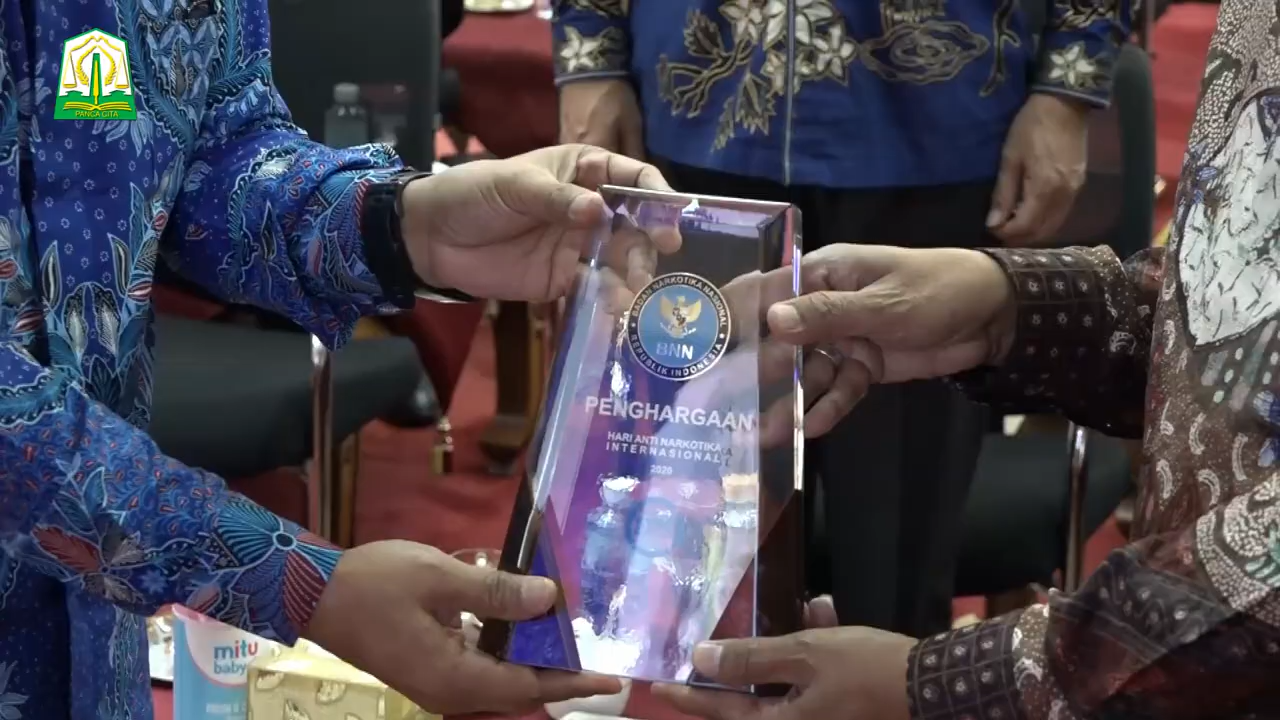 PANCA CITA
BADAN NARKOTIKA NASIONAL
BNN
REPUBLIK INDONESIA
PENGHARGAAN
HARI ANTI NARKOTIKA
INTERNASIONAL
2020
mitu
baby